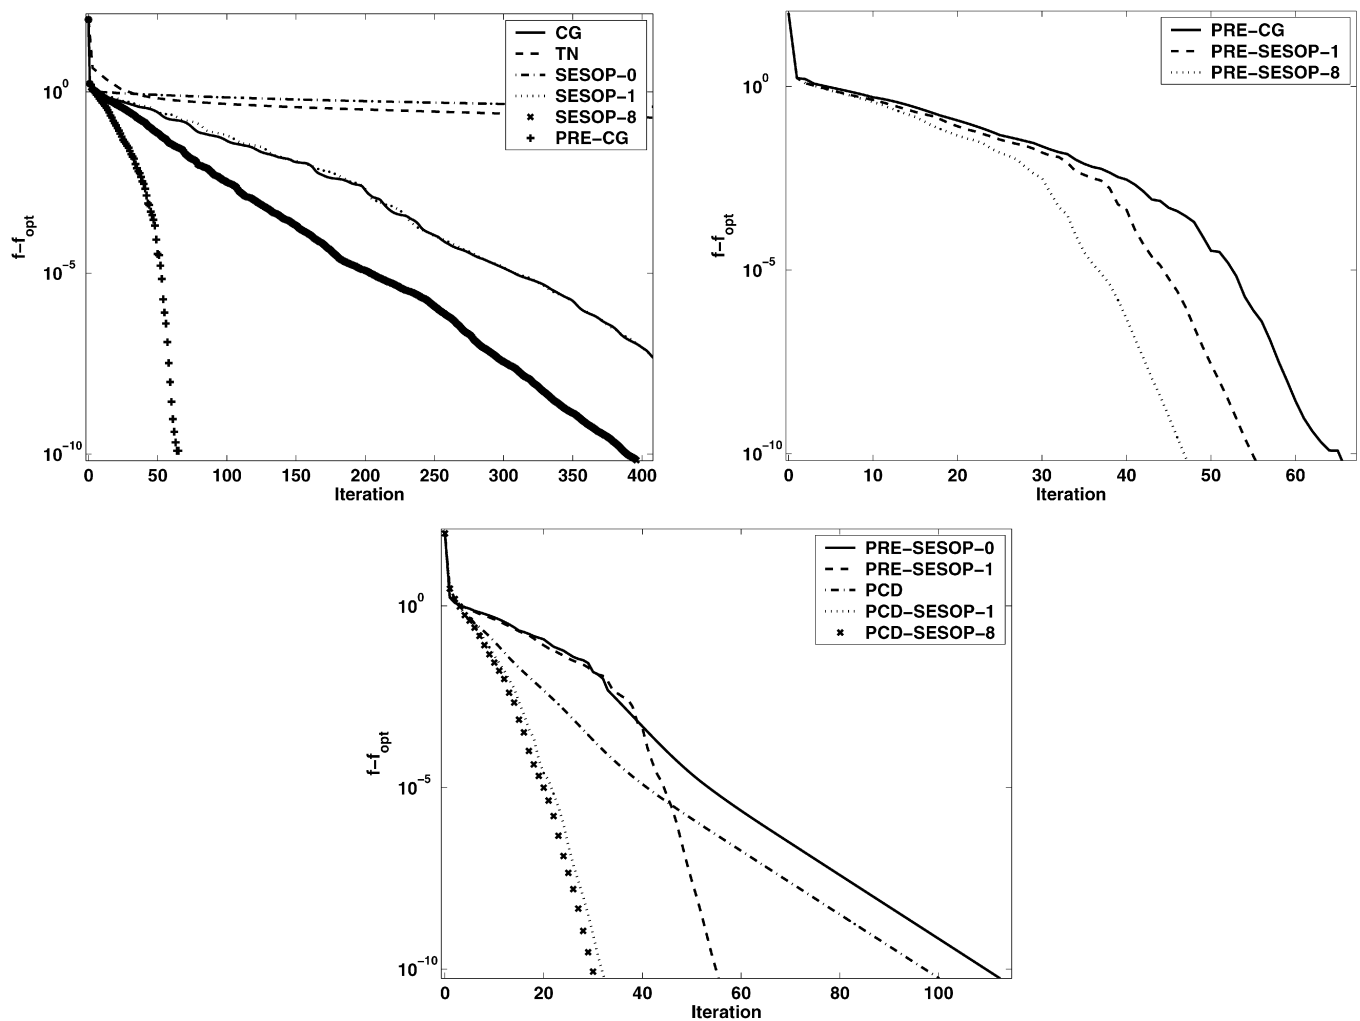 CG
TN
SESOP-0
SESOP-1
SESOP-8
PRE-CG
10^0
10^-5
10^-10
f-f_opt
0 50 100 150 200 250 300 350 400
Iteration
PRE-CG
PRE-SESOP-1
PRE-SESOP-8
10^0
10^-5
10^-10
f-f_opt
0 10 20 30 40 50 60
Iteration
PRE-SESOP-0
PRE-SESOP-1
PCD
PCD-SESOP-1
PCD-SESOP-8
10^0
10^-5
10^-10
f-f_opt
0 20 40 60 80 100
Iteration